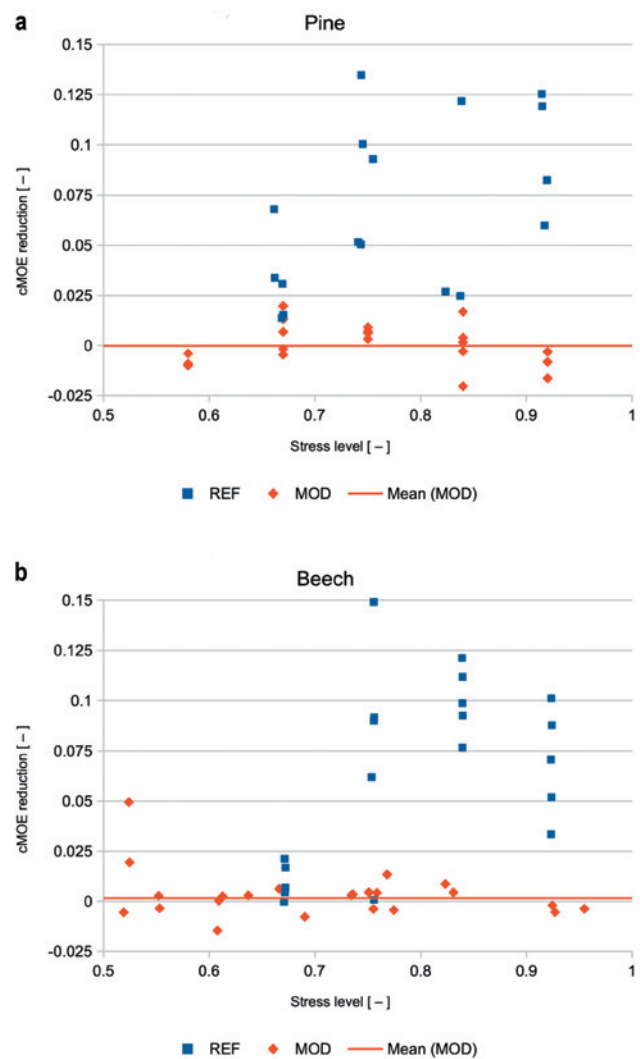 a
Pine
0.15
0.125
0.1
0.075
0.05
0.025
0
-0.025
cMOE reduction [ – ]
0.5 0.6 0.7 0.8 0.9 1
Stress level [ – ]
REF MOD Mean (MOD)
b
Beech
0.15
0.125
0.1
0.075
0.05
0.025
0
-0.025
cMOE reduction [ – ]
0.5 0.6 0.7 0.8 0.9 1
Stress level [ – ]
REF MOD Mean (MOD)